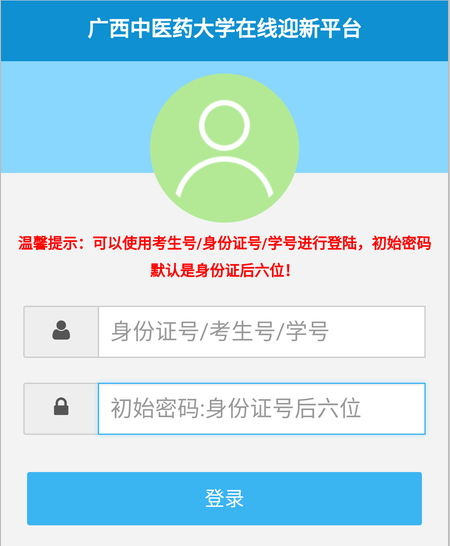 广西中医药大学在线迎新平台
温馨提示：可以使用考生号/身份证号/学号进行登陆，初始密码
默认是身份证后六位！
身份证号/考生号/学号
初始密码:身份证号后六位
登录